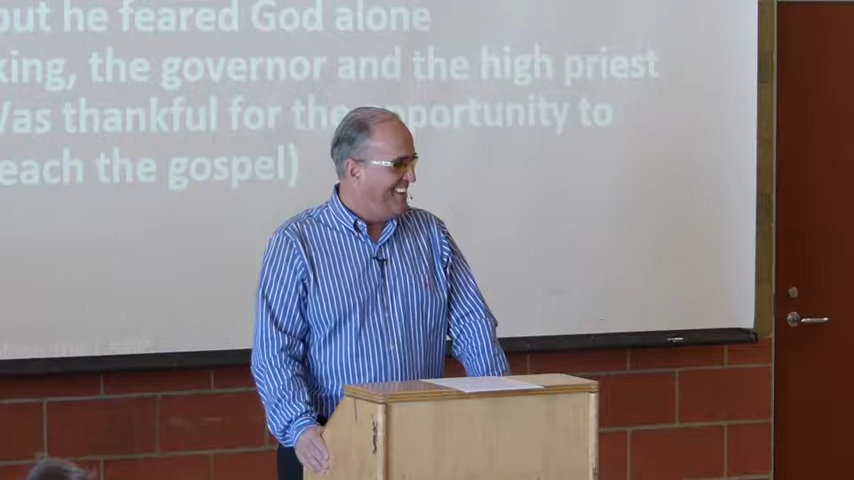 but he feared God alone
king, the governor and the high priest
Was thankful for the opportunity to
each the gospel)